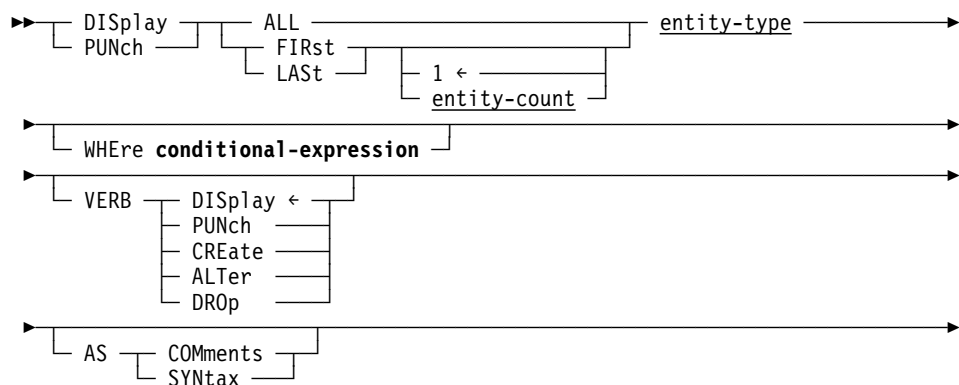 DISplay ALL entity-type
PUNch FIRst
LASt 1 ←
entity-count
WHEre conditional-expression
VERB DISplay ←
PUNch
CREate
ALTer
DROp
AS COMments
SYNtax